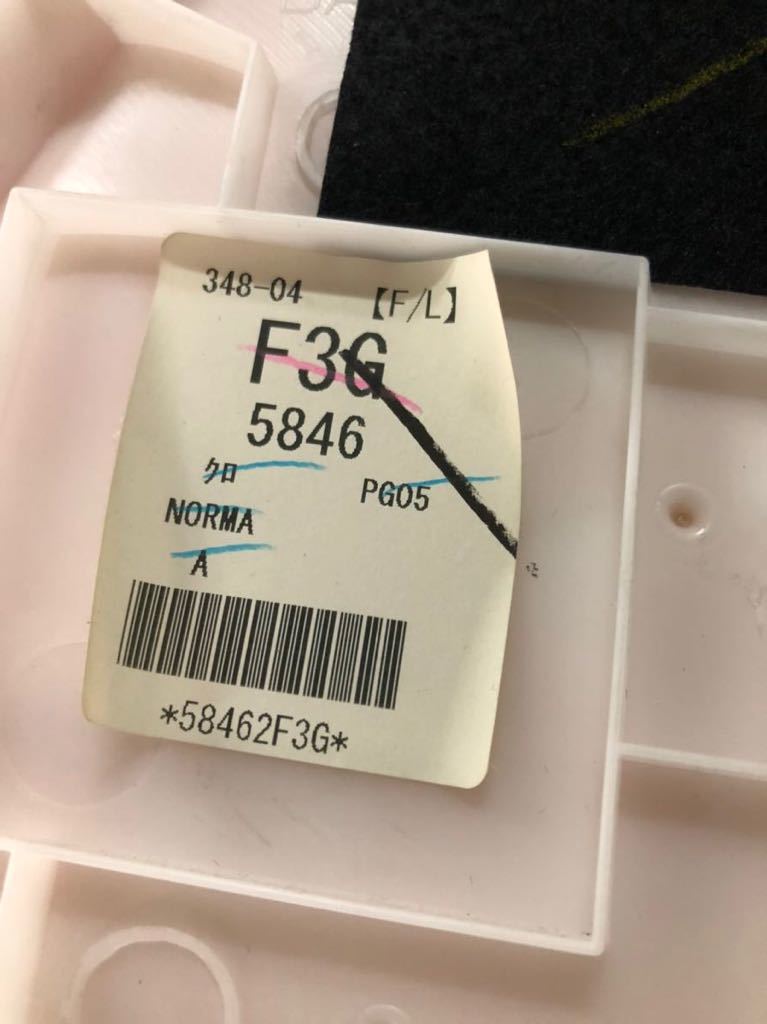 348-04 【F/L】
F3G
5846
クロ PG05
NORMA
A
*58462F3G*